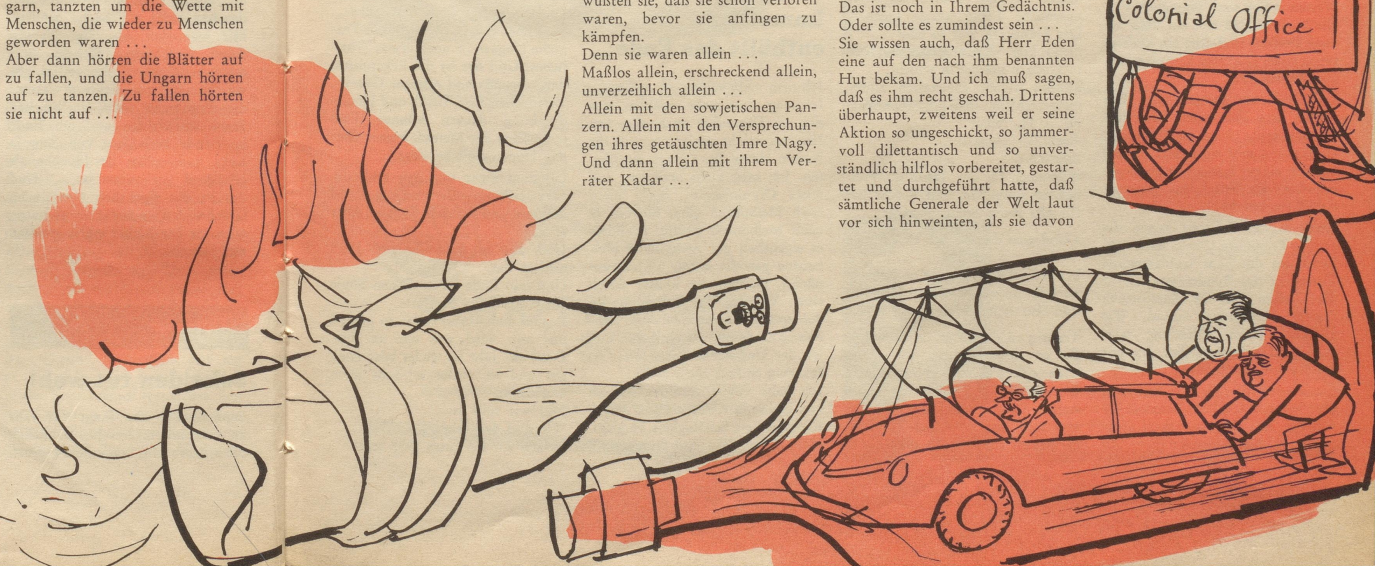 garn, tanzten um die Wette mit
Menschen, die wieder zu Menschen
geworden waren ...
Aber dann hörten die Blätter auf
zu fallen, und die Ungarn hörten
auf zu tanzen. Zu fallen hörten
sie nicht auf ...
wußten sie, daß sie schon verloren
waren, bevor sie anfingen zu
kämpfen.
Denn sie waren allein ...
Maßlos allein, erschreckend allein,
unverzeihlich allein ...
Allein mit den sowjetischen Pan-
zern. Allein mit den Versprechun-
gen ihres getäuschten Imre Nagy.
Und dann allein mit ihrem Ver-
räter Kadar ...
Das ist noch in Ihrem Gedächtnis.
Oder sollte es zumindest sein ...
Sie wissen auch, daß Herr Eden
eine auf den nach ihm benannten
Hut bekam. Und ich muß sagen,
daß es ihm recht geschah. Drittens
überhaupt, zweitens weil er seine
Aktion so ungeschickt, so jammer-
voll dilettantisch und so unver-
ständlich hilflos vorbereitet, gestar-
tet und durchgeführt hatte, daß
sämtliche Generale der Welt laut
vor sich hinweinten, als sie davon
Colonial Office